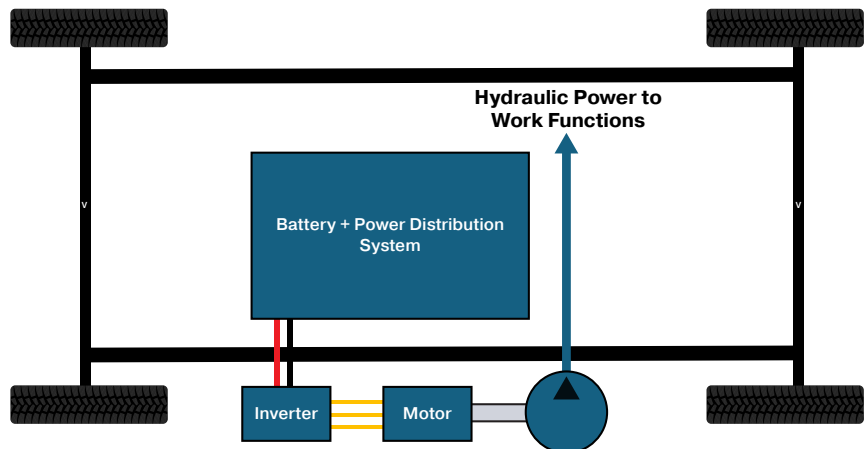 Hydraulic Power to
Work Functions
v
v
Battery + Power Distribution
System
Inverter
Motor